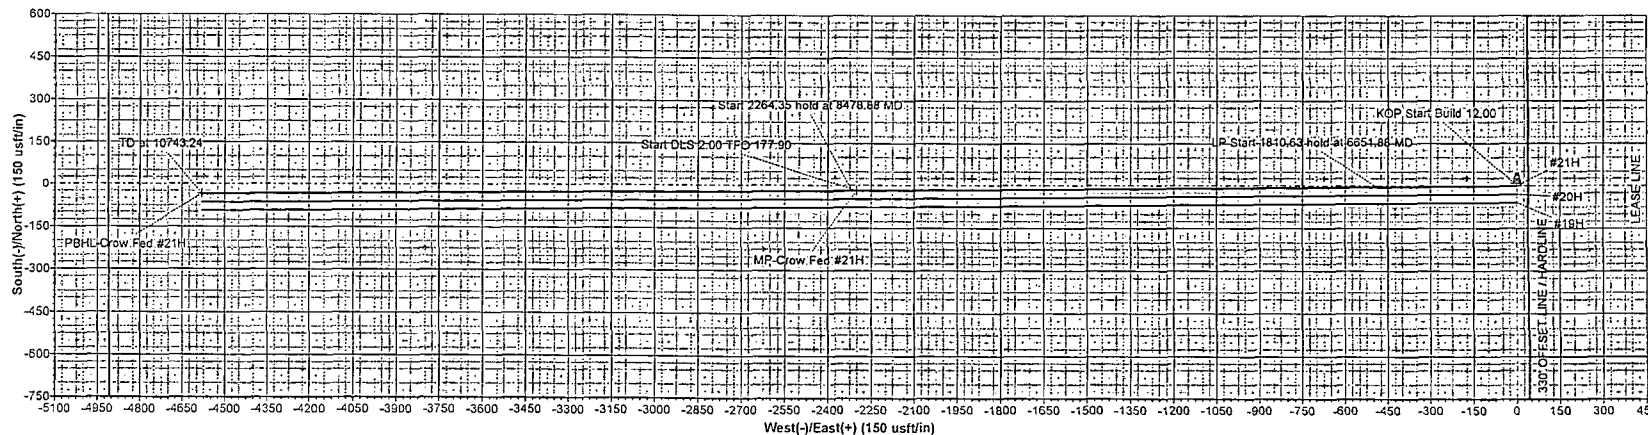 600
450
300
150
0
-150
-300
-450
-600
-750
South(-)/North(+) (150 usft/in)
Start 2264.35 hold at 8478.88 MD
KOP Start Build 12.00
TD at 10743.24
Start DLS 2.00 TFO 177.90
LP Start 1810.63 hold at 6651.88 MD
#21H
A
#20H
#19H
PBHL-Crow Fed #21H
MP-Crow Fed #21H
330' OFFSET LINE / HARDLINE
LEASE LINE
-5100 -4950 -4800 -4650 -4500 -4350 -4200 -4050 -3900 -3750 -3600 -3450 -3300 -3150 -3000 -2850 -2700 -2550 -2400 -2250 -2100 -1950 -1800 -1650 -1500 -1350 -1200 -1050 -900 -750 -600 -450 -300 -150 0 150 300 45
West(-)/East(+) (150 usft/in)